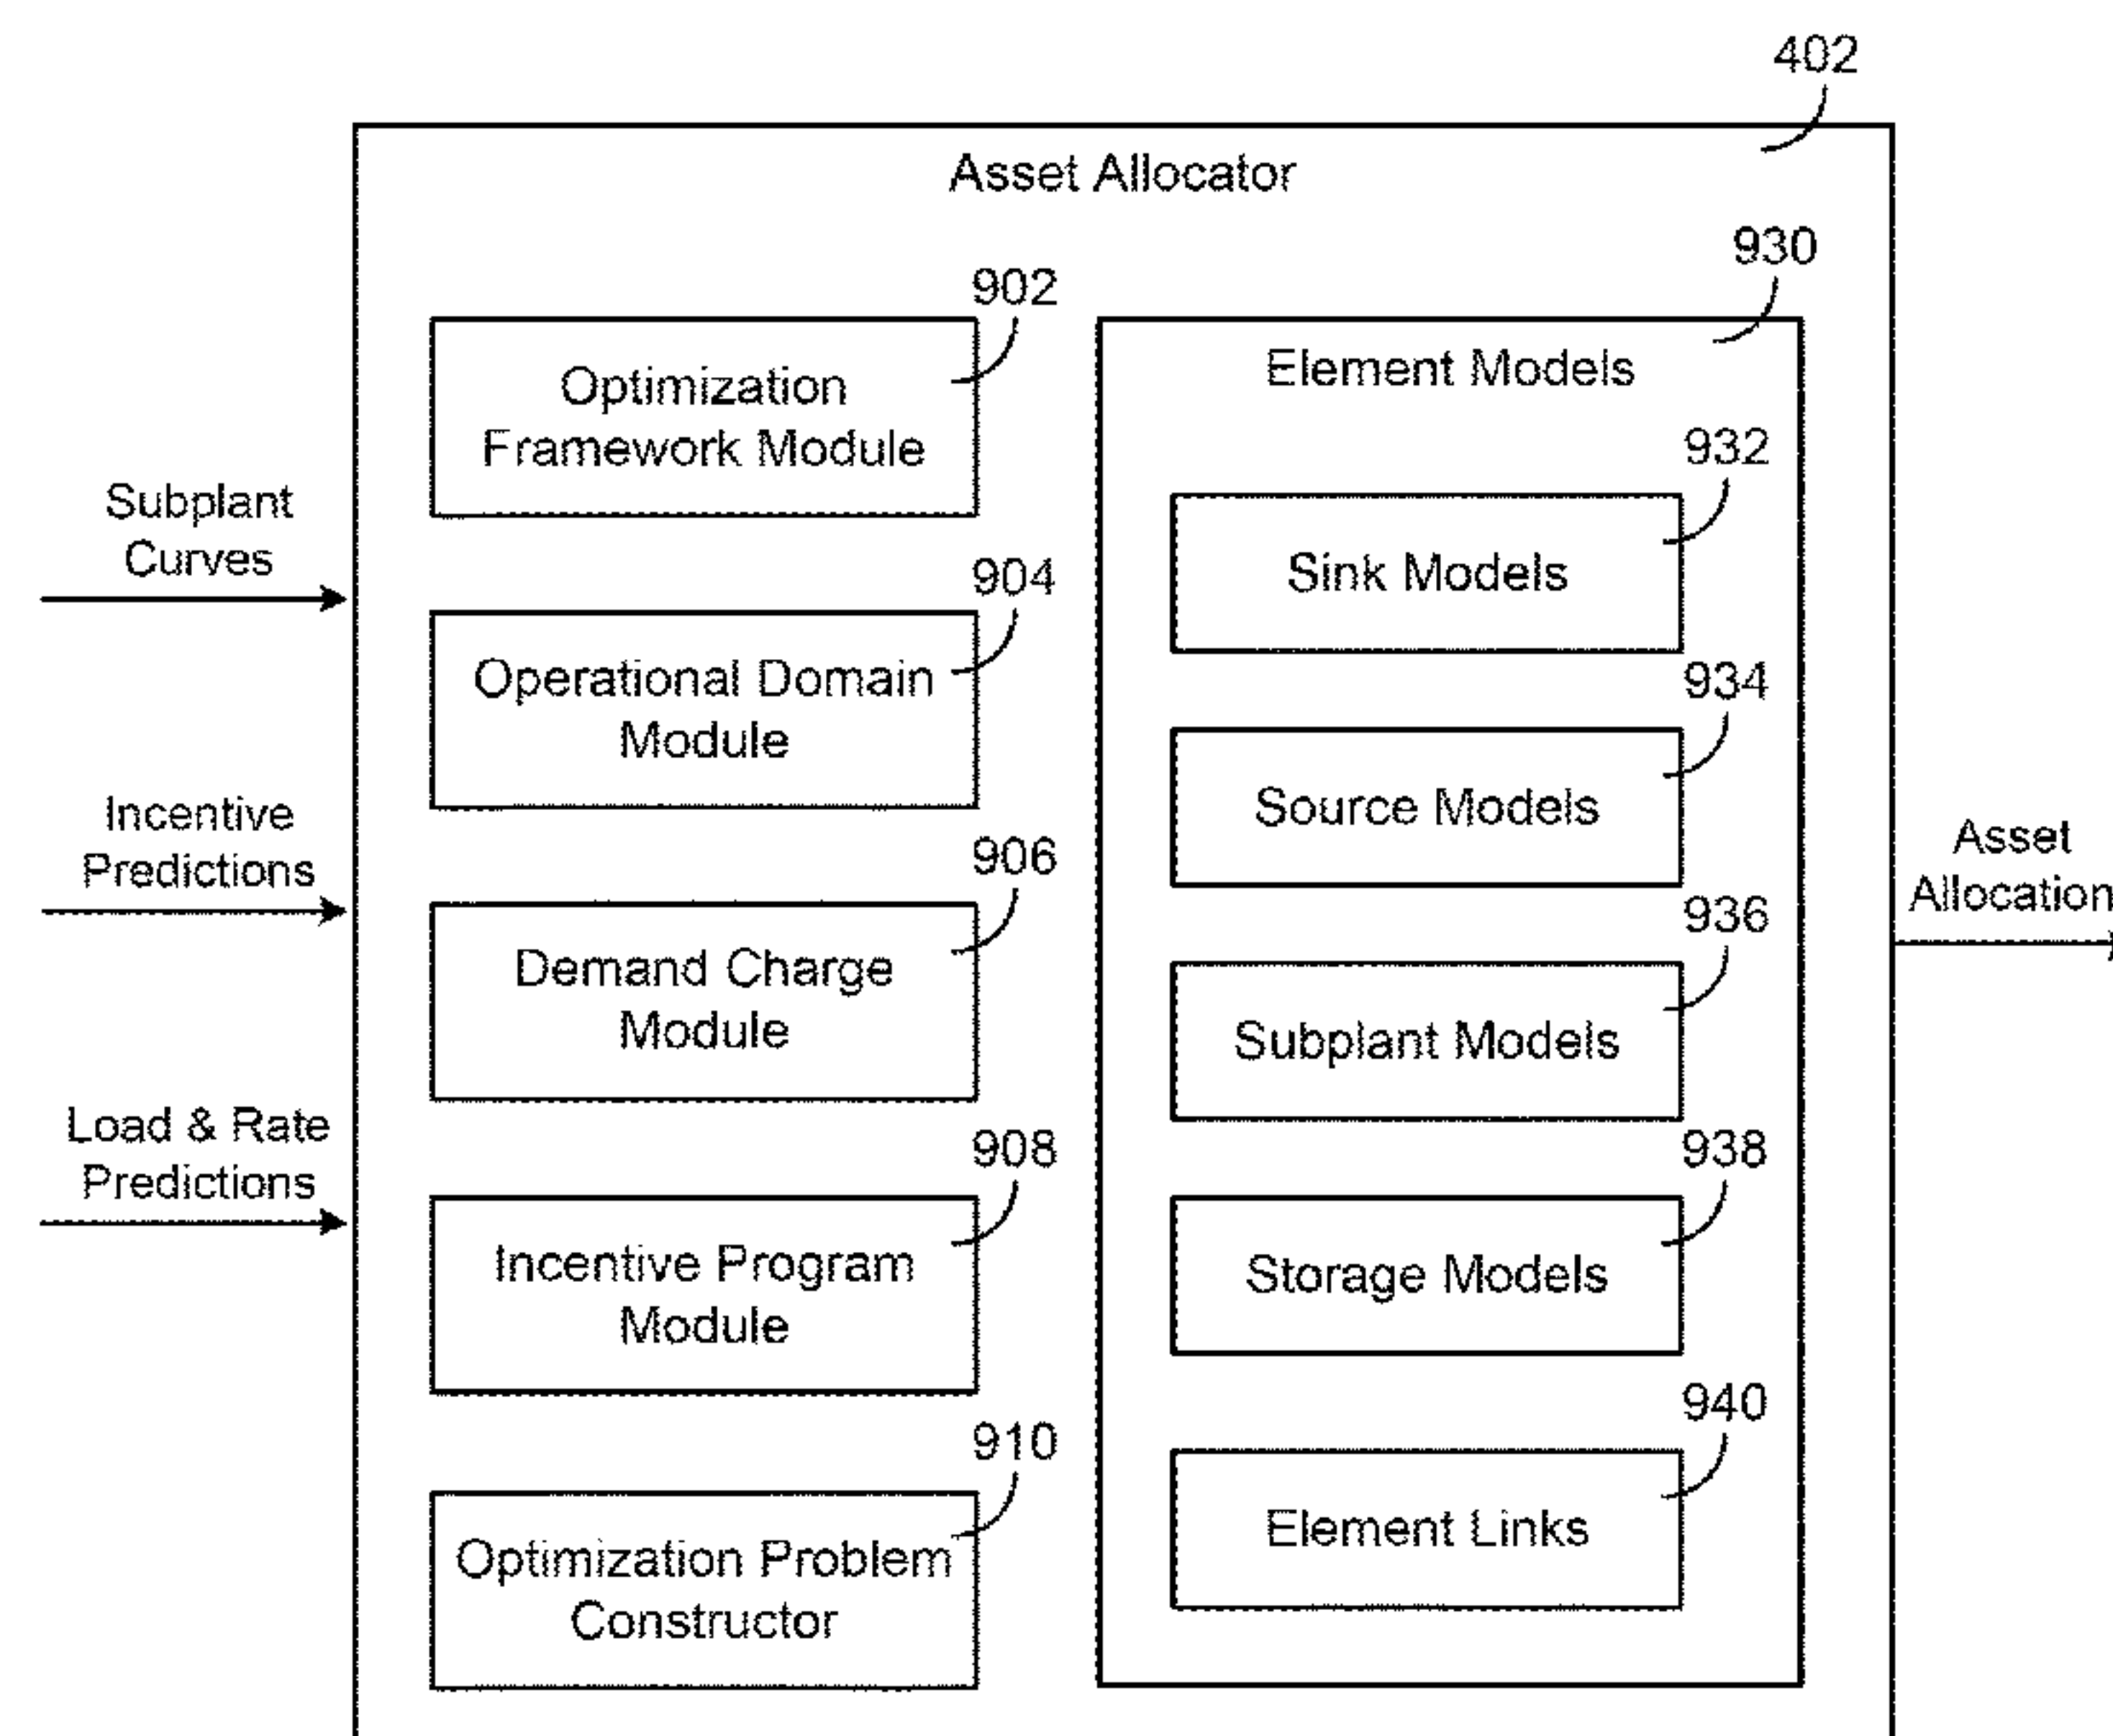 402
Asset Allocator
930
902
Optimization
Framework Module
Element Models
932
Sink Models
Subplant
Curves
904
Operational Domain
Module
934
Source Models
Incentive
Predictions
906
Demand Charge
Module
936
Subplant Models
Asset
Allocation
Load & Rate
Predictions
908
Incentive Program
Module
938
Storage Models
910
Optimization Problem
Constructor
940
Element Links